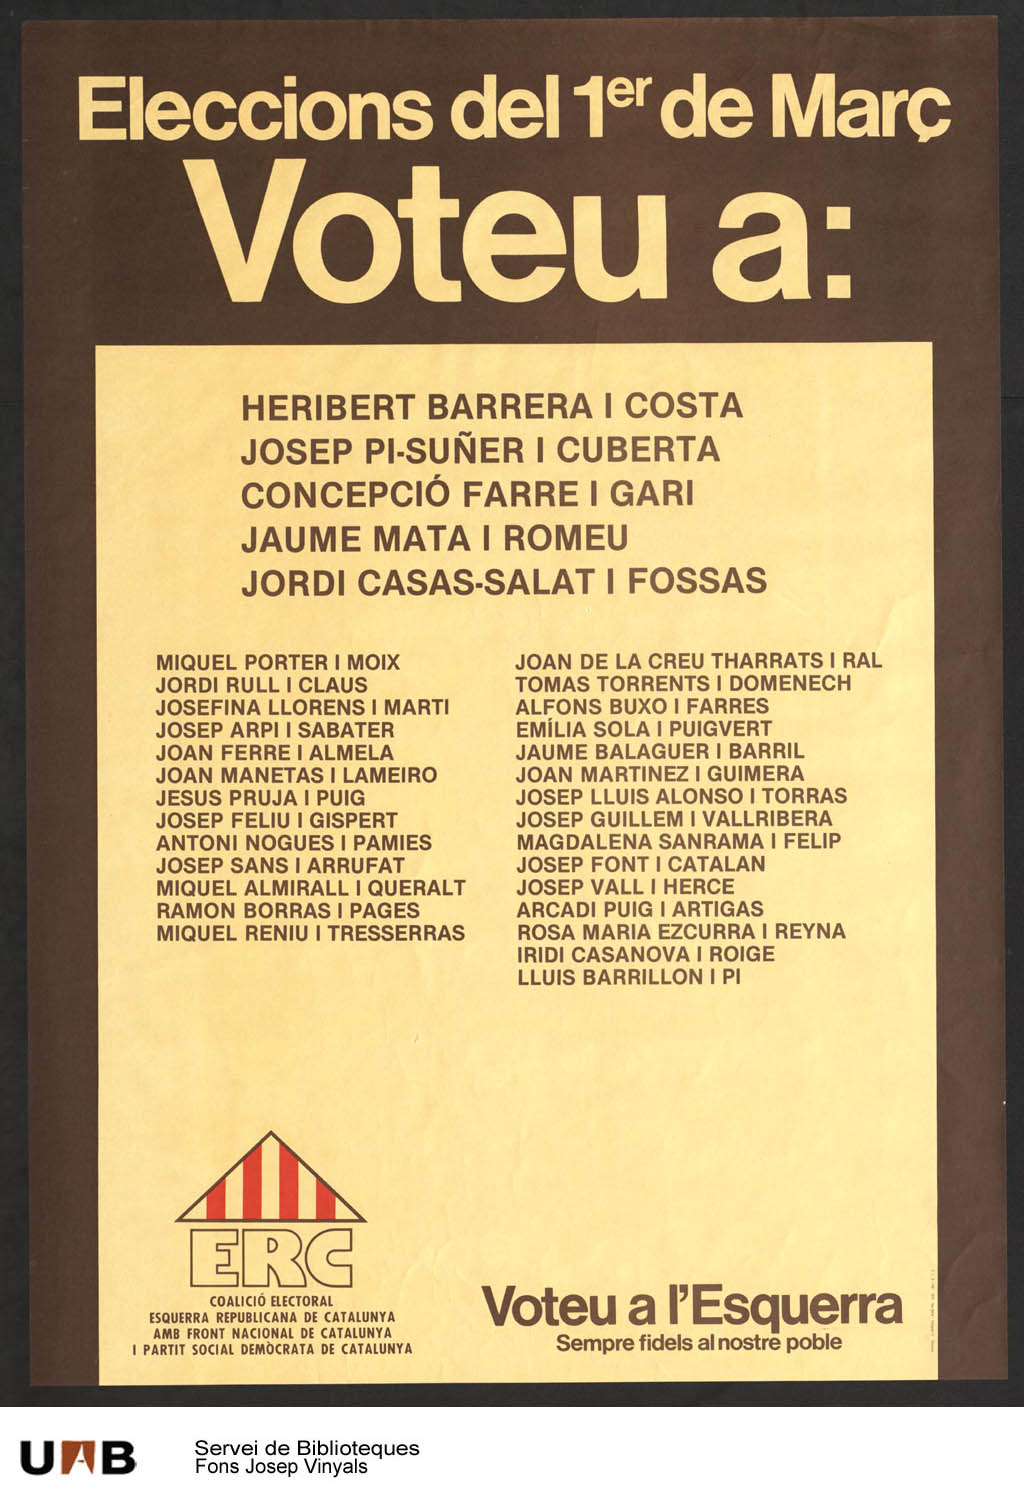 Eleccions del 1er de Març
Voteu a:
HERIBERT BARRERA I COSTA
JOSEP PI-SUÑER I CUBERTA
CONCEPCIÓ FARRE I GARI
JAUME MATA I ROMEU
JORDI CASAS-SALAT I FOSSAS
MIQUEL PORTER I MOIX
JORDI RULL I CLAUS
JOSEFINA LLORENS I MARTI
JOSEP ARPI I SABATER
JOAN FERRE I ALMELA
JOAN MANETAS I LAMEIRO
JESUS PRUJA I PUIG
JOSEP FELIU I GISPERT
ANTONI NOGUES I PAMIES
JOSEP SANS I ARRUFAT
MIQUEL ALMIRALL I QUERALT
RAMON BORRAS I PAGES
MIQUEL RENIU I TRESSERRAS
JOAN DE LA CREU THARRATS I RAL
TOMAS TORRENTS I DOMENECH
ALFONS BUXO I FARRES
EMÍLIA SOLA I PUIGVERT
JAUME BALAGUER I BARRIL
JOAN MARTINEZ I GUIMERA
JOSEP LLUIS ALONSO I TORRAS
JOSEP GUILLEM I VALLRIBERA
MAGDALENA SANRAMA I FELIP
JOSEP FONT I CATALAN
JOSEP VALL I HERCE
ARCADI PUIG I ARTIGAS
ROSA MARIA EZCURRA I REYNA
IRIDI CASANOVA I ROIGE
LLUIS BARRILLON I PI
ERC
COALICIÓ ELECTORAL
ESQUERRA REPUBLICANA DE CATALUNYA
AMB FRONT NACIONAL DE CATALUNYA
I PARTIT SOCIAL DEMÒCRATA DE CATALUNYA
Voteu a l'Esquerra
Sempre fidels al nostre poble
UAB
Servei de Biblioteques
Fons Josep Vinyals